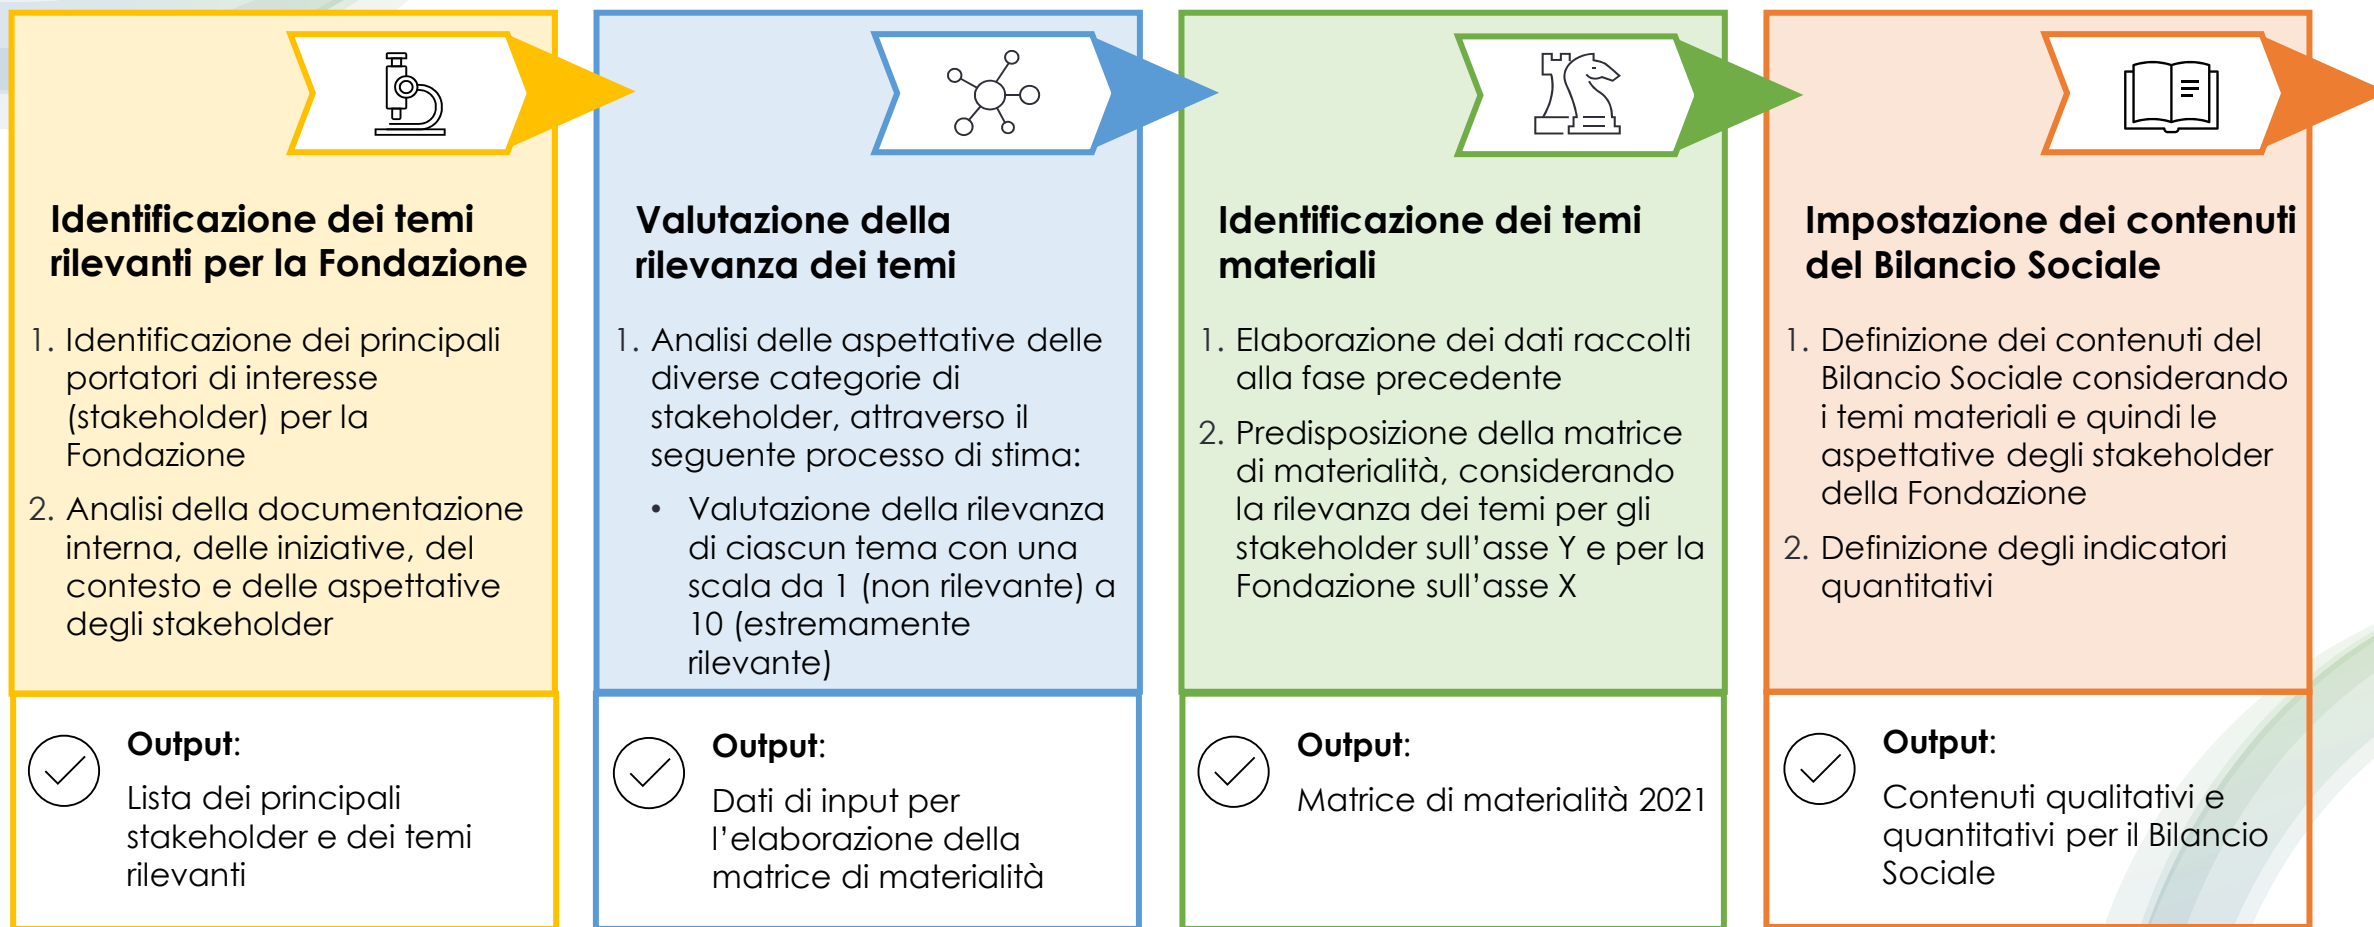 Identificazione dei temi
rilevanti per la Fondazione
1. Identificazione dei principali
portatori di interesse
(stakeholder) per la
Fondazione
2. Analisi della documentazione
interna, delle iniziative, del
contesto e delle aspettative
degli stakeholder
Output:
Lista dei principali
stakeholder e dei temi
rilevanti
Valutazione della
rilevanza dei temi
1. Analisi delle aspettative delle
diverse categorie di
stakeholder, attraverso il
seguente processo di stima:
• Valutazione della rilevanza
di ciascun tema con una
scala da 1 (non rilevante) a
10 (estremamente
rilevante)
Output:
Dati di input per
l’elaborazione della
matrice di materialità
Identificazione dei temi
materiali
1. Elaborazione dei dati raccolti
alla fase precedente
2. Predisposizione della matrice
di materialità, considerando
la rilevanza dei temi per gli
stakeholder sull’asse Y e per la
Fondazione sull’asse X
Output:
Matrice di materialità 2021
Impostazione dei contenuti
del Bilancio Sociale
1. Definizione dei contenuti del
Bilancio Sociale considerando
i temi materiali e quindi le
aspettative degli stakeholder
della Fondazione
2. Definizione degli indicatori
quantitativi
Output:
Contenuti qualitativi e
quantitativi per il Bilancio
Sociale